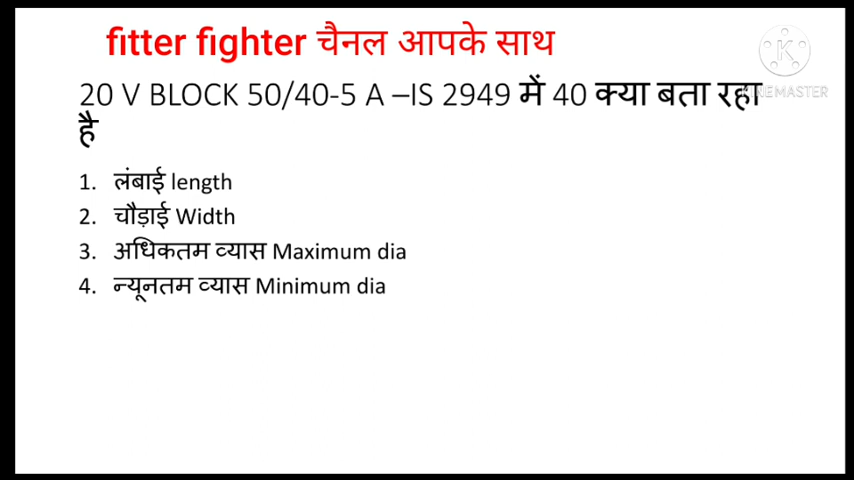 fitter fighter चैनल आपके साथ
20 V BLOCK 50/40-5 A –IS 2949 में 40 क्या बता रहा
है
1. लंबाई length
2. चौड़ाई Width
3. अधिकतम व्यास Maximum dia
4. न्यूनतम व्यास Minimum dia
K
KINEMASTER